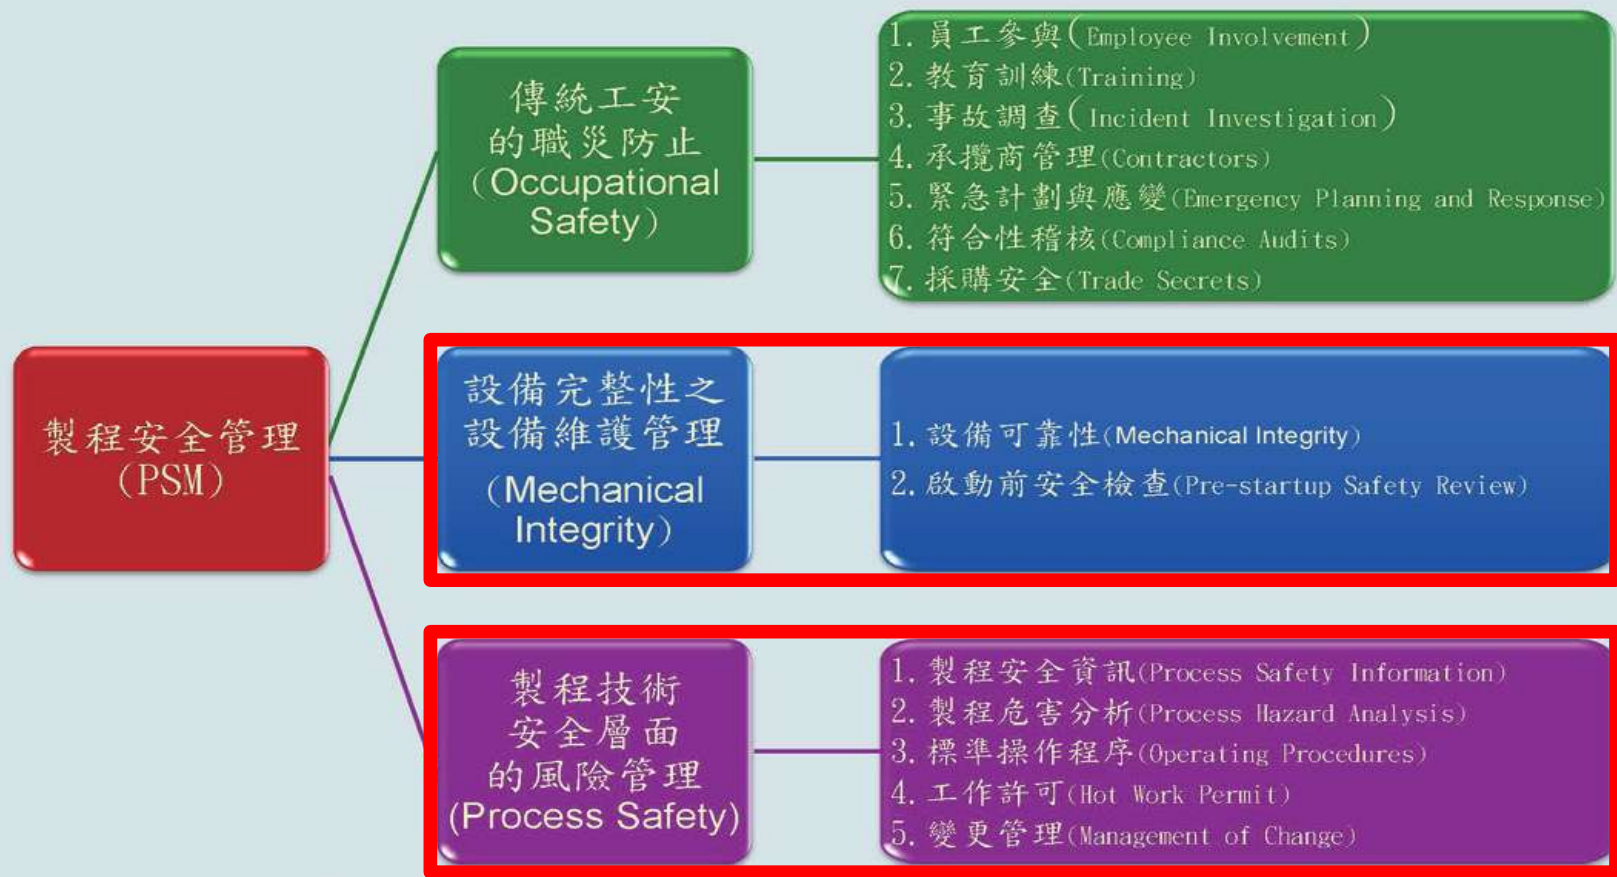 製程安全管理
(PSM)
傳統工安
的職災防止
(Occupational
Safety)
1. 員工參與(Employee Involvement)
2. 教育訓練(Training)
3. 事故調查(Incident Investigation)
4. 承攬商管理(Contractors)
5. 緊急計劃與應變(Emergency Planning and Response)
6. 符合性稽核(Compliance Audits)
7. 採購安全(Trade Secrets)
設備完整性之
設備維護管理
(Mechanical
Integrity)
1. 設備可靠性(Mechanical Integrity)
2. 啟動前安全檢查(Pre-startup Safety Review)
製程技術
安全層面
的風險管理
(Process Safety)
1. 製程安全資訊(Process Safety Information)
2. 製程危害分析(Process Hazard Analysis)
3. 標準操作程序(Operating Procedures)
4. 工作許可(Hot Work Permit)
5. 變更管理(Management of Change)